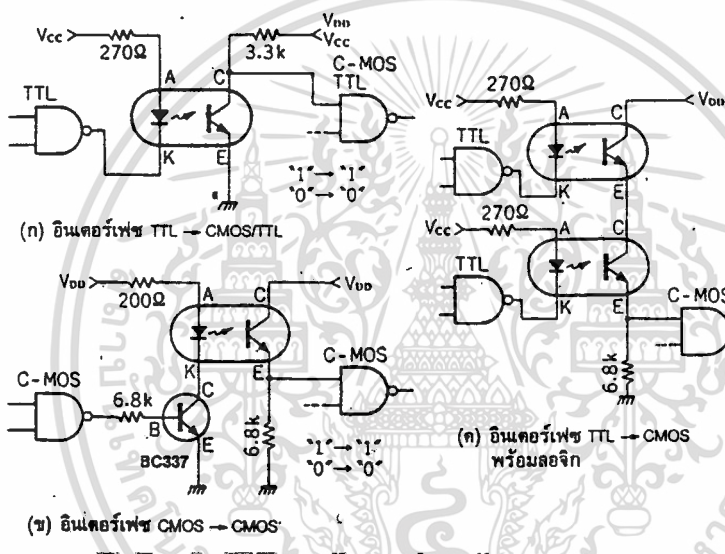 Vcc
270Ω
VDD
Vcc
3.3k
A
C
C-MOS
TTL
TTL
K
E
"1" → "1"
"0" → "0"
(ก) อินเตอร์เฟซ TTL → CMOS/TTL
VDD
200Ω
A
C
VDD
C-MOS
K
E
C-MOS
6.8k
B
C
E
BC337
6.8k
"1" → "1"
"0" → "0"
(ข) อินเตอร์เฟซ CMOS → CMOS
270Ω
Vcc
A
C
VDD
TTL
K
E
270Ω
Vcc
A
C
TTL
K
E
C-MOS
6.8k
(ค) อินเตอร์เฟซ TTL → CMOS
พร้อมลอจิก